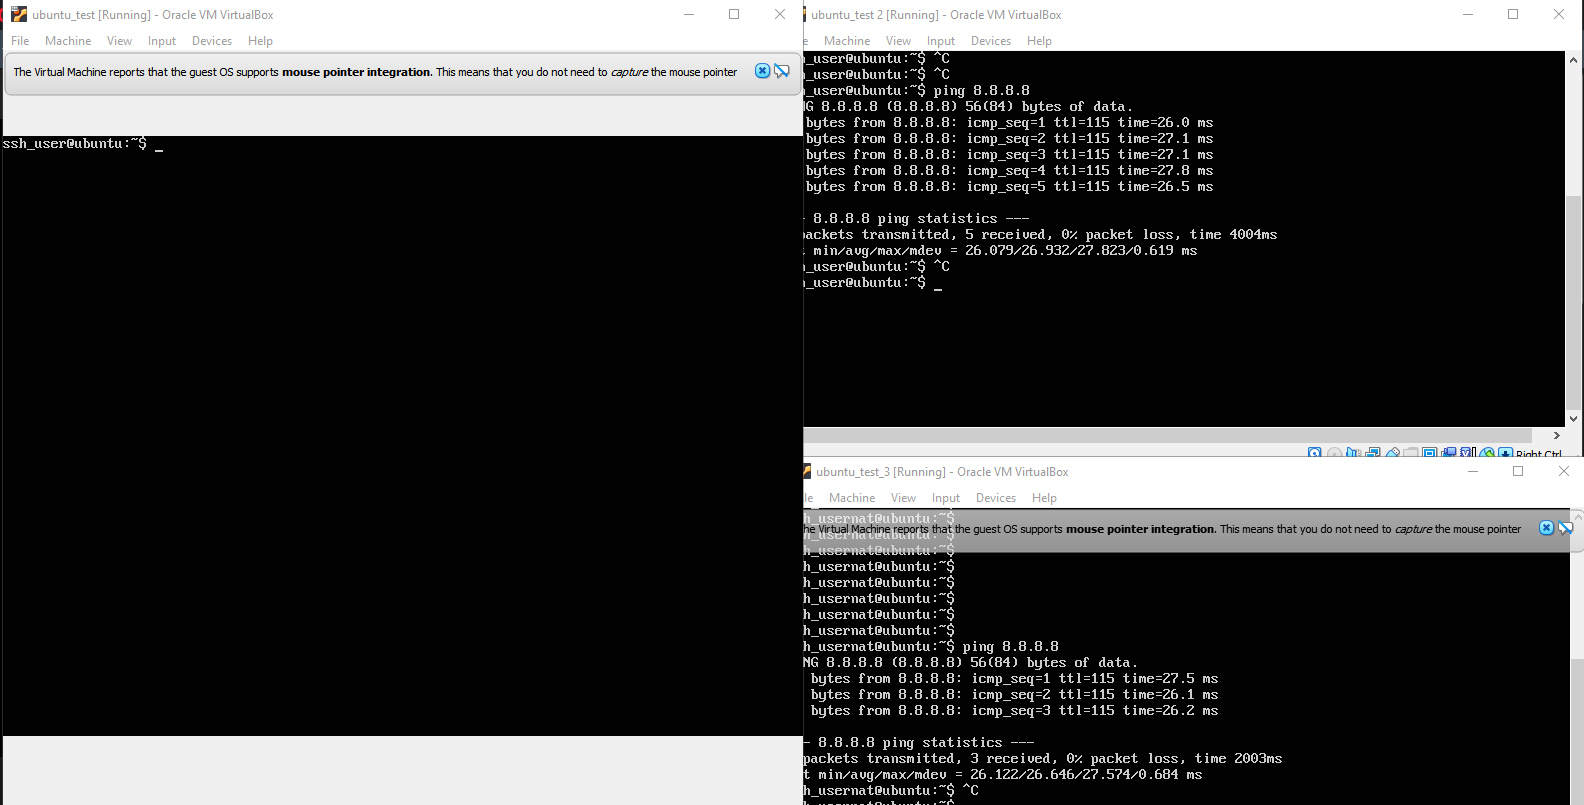 ubuntu_test [Running] - Oracle VM VirtualBox
File Machine View Input Devices Help
The Virtual Machine reports that the guest OS supports mouse pointer integration. This means that you do not need to capture the mouse pointer
ssh_user@ubuntu:~$ _
ubuntu_test 2 [Running] - Oracle VM VirtualBox
e Machine View Input Devices Help
_user@ubuntu:~$ ^C
_user@ubuntu:~$ ^C
_user@ubuntu:~$ ping 8.8.8.8
G 8.8.8.8 (8.8.8.8) 56(84) bytes of data.
bytes from 8.8.8.8: icmp_seq=1 ttl=115 time=26.0 ms
bytes from 8.8.8.8: icmp_seq=2 ttl=115 time=27.1 ms
bytes from 8.8.8.8: icmp_seq=3 ttl=115 time=27.1 ms
bytes from 8.8.8.8: icmp_seq=4 ttl=115 time=27.8 ms
bytes from 8.8.8.8: icmp_seq=5 ttl=115 time=26.5 ms
- 8.8.8.8 ping statistics ---
packets transmitted, 5 received, 0% packet loss, time 4004ms
t min/avg/max/mdev = 26.079/26.932/27.823/0.619 ms
_user@ubuntu:~$ ^C
_user@ubuntu:~$ _
Right Ctrl
ubuntu_test_3 [Running] - Oracle VM VirtualBox
le Machine View Input Devices Help
h_usernat@ubuntu:~$
he Virtual Machine reports that the guest OS supports mouse pointer integration. This means that you do not need to capture the mouse pointer
h_usernat@ubuntu:~$
h_usernat@ubuntu:~$
h_usernat@ubuntu:~$
h_usernat@ubuntu:~$
h_usernat@ubuntu:~$
h_usernat@ubuntu:~$
h_usernat@ubuntu:~$ ping 8.8.8.8
NG 8.8.8.8 (8.8.8.8) 56(84) bytes of data.
bytes from 8.8.8.8: icmp_seq=1 ttl=115 time=27.5 ms
bytes from 8.8.8.8: icmp_seq=2 ttl=115 time=26.1 ms
bytes from 8.8.8.8: icmp_seq=3 ttl=115 time=26.2 ms
- 8.8.8.8 ping statistics ---
packets transmitted, 3 received, 0% packet loss, time 2003ms
t min/avg/max/mdev = 26.122/26.646/27.574/0.684 ms
h_usernat@ubuntu:~$ ^C